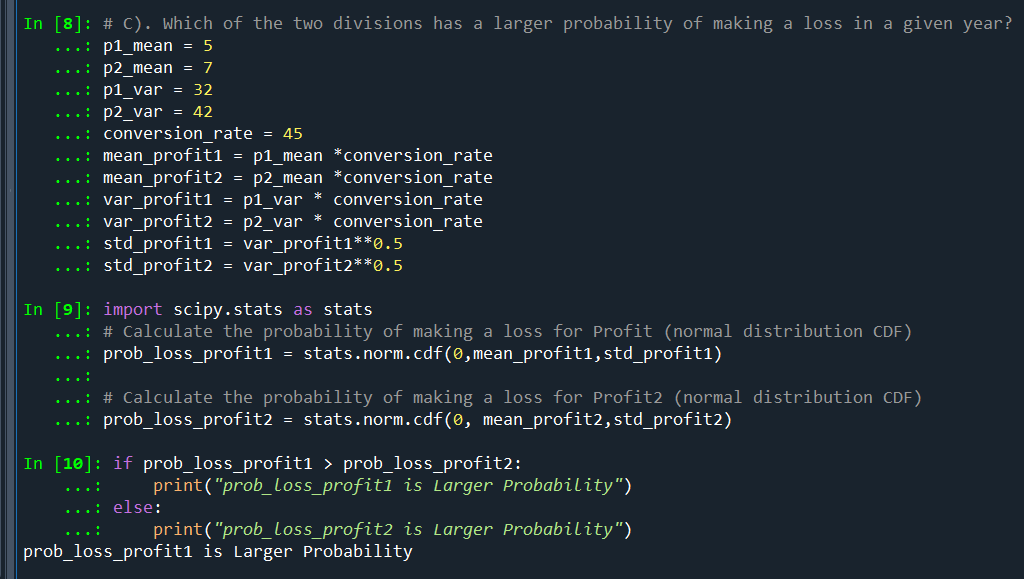 In [8]: # C). Which of the two divisions has a larger probability of making a loss in a given year?
...: p1_mean = 5
...: p2_mean = 7
...: p1_var = 32
...: p2_var = 42
...: conversion_rate = 45
...: mean_profit1 = p1_mean *conversion_rate
...: mean_profit2 = p2_mean *conversion_rate
...: var_profit1 = p1_var * conversion_rate
...: var_profit2 = p2_var * conversion_rate
...: std_profit1 = var_profit1**0.5
...: std_profit2 = var_profit2**0.5
In [9]: import scipy.stats as stats
...: # Calculate the probability of making a loss for Profit (normal distribution CDF)
...: prob_loss_profit1 = stats.norm.cdf(0,mean_profit1,std_profit1)
...:
...: # Calculate the probability of making a loss for Profit2 (normal distribution CDF)
...: prob_loss_profit2 = stats.norm.cdf(0, mean_profit2,std_profit2)
In [10]: if prob_loss_profit1 > prob_loss_profit2:
...:     print("prob_loss_profit1 is Larger Probability")
...: else:
...:     print("prob_loss_profit2 is Larger Probability")
prob_loss_profit1 is Larger Probability